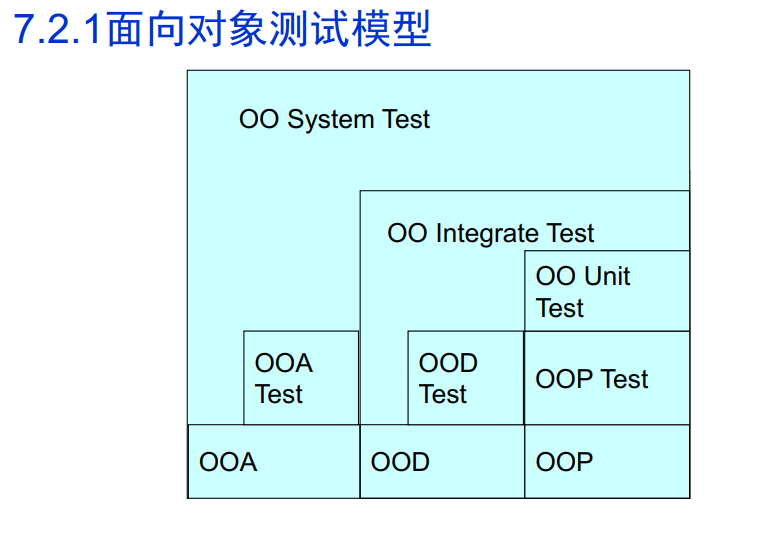 7.2.1面向对象测试模型
OO System Test
OO Integrate Test
OO Unit
Test
OOA
Test
OOD
Test
OOP Test
OOA
OOD
OOP